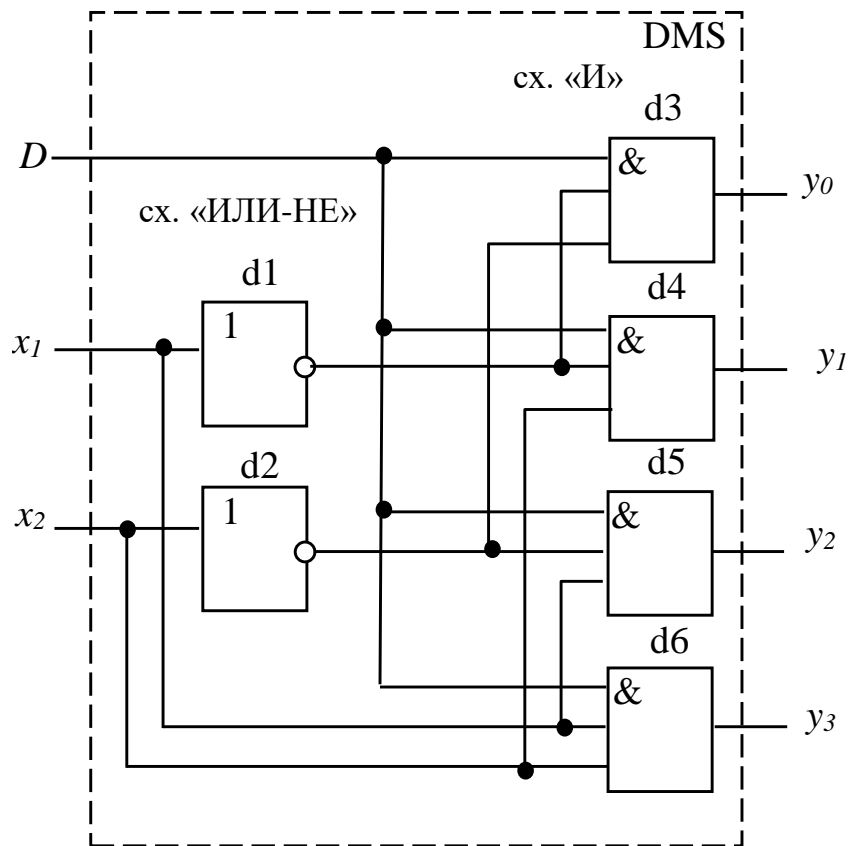 DMS
сх. «И»
d3
D
&
y0
сх. «ИЛИ-НЕ»
d1
d4
x1
1
&
y1
d2
d5
x2
1
&
y2
d6
&
y3